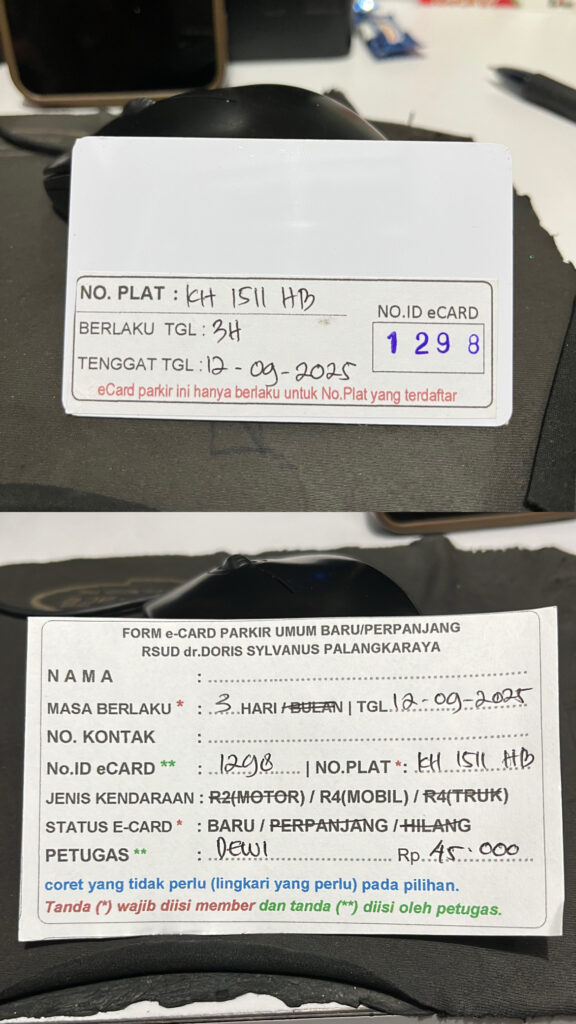 NO. PLAT : KH 1511 HB
BERLAKU TGL : 3H
TENGGAT TGL : 12-09-2025
NO.ID eCARD
1298
eCard parkir ini hanya berlaku untuk No.Plat yang terdaftar
FORM e-CARD PARKIR UMUM BARU/PERPANJANG
RSUD dr.DORIS SYLVANUS PALANGKARAYA
NAMA :
MASA BERLAKU * : 3 HARI / BULAN | TGL. 12-09-2025
NO. KONTAK :
No.ID eCARD ** : 1298 | NO.PLAT *: KH 1511 HB
JENIS KENDARAAN : R2(MOTOR) / R4(MOBIL) / R4(TRUK)
STATUS E-CARD * : BARU / PERPANJANG / HILANG
PETUGAS ** : DEWI Rp. 45.000
coret yang tidak perlu (lingkari yang perlu) pada pilihan.
Tanda (*) wajib diisi member dan tanda (**) diisi oleh petugas.